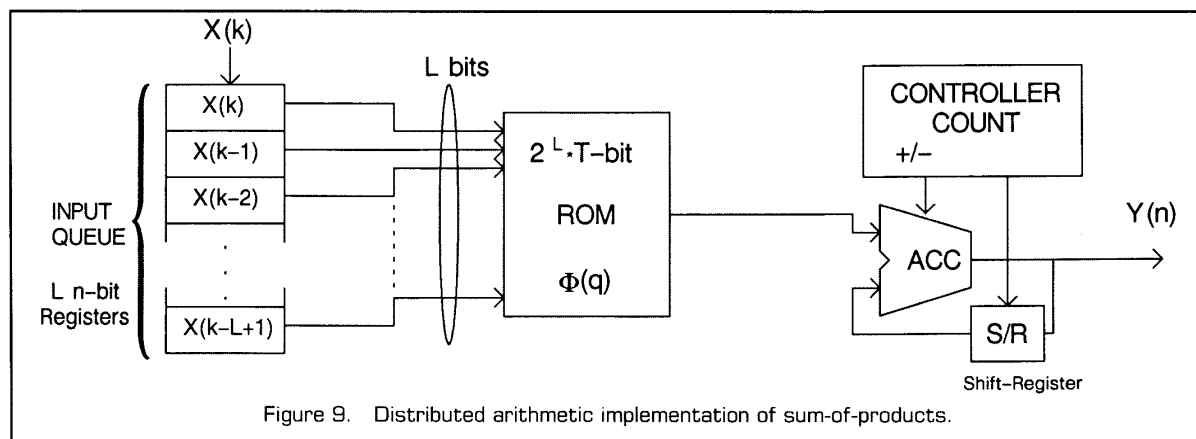 X(k)
L bits
X(k)
X(k-1)
X(k-2)
X(k-L+1)
INPUT
QUEUE
L n-bit
Registers
2 L * T-bit
ROM
Φ(q)
CONTROLLER
COUNT
+/-
ACC
Y(n)
S/R
Shift-Register
Figure 9. Distributed arithmetic implementation of sum-of-products.